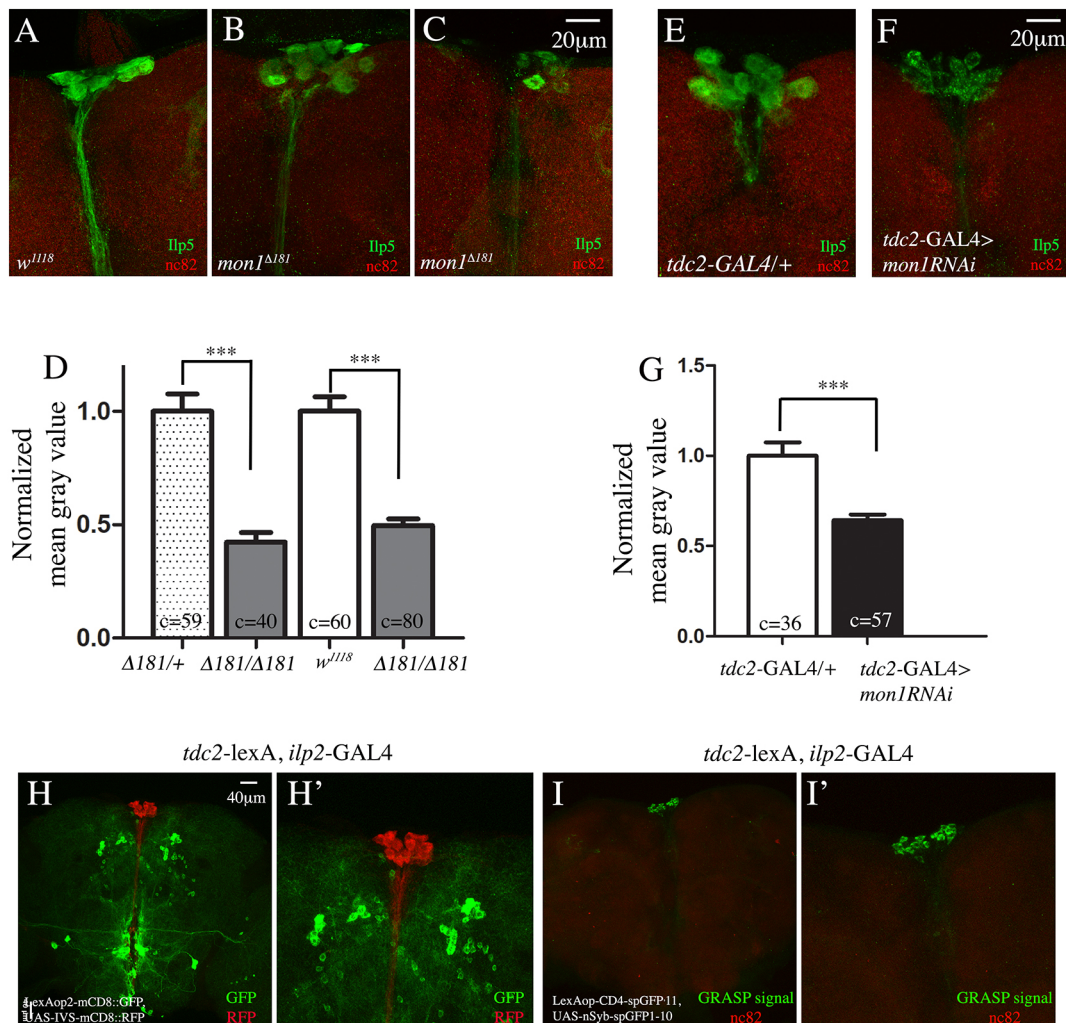 A
B
C
20µm
E
F
20µm
Ilp5
nc82
w1118
Ilp5
mon1Δ181
Ilp5
nc82
mon1Δ181
Ilp5
nc82
tdc2-GAL4/+
tdc2-GAL4>
mon1RNAi
Ilp5
nc82
D
Normalized
mean gray value
1.0
0.5
0.0
***
***
c=59
c=40
c=60
c=80
Δ181/+
Δ181/Δ181
w1118
Δ181/Δ181
G
Normalized
mean gray value
1.5
1.0
0.5
0.0
***
c=36
c=57
tdc2-GAL4/+
tdc2-GAL4>
mon1RNAi
tdc2-lexA, ilp2-GAL4
tdc2-lexA, ilp2-GAL4
H
40µm
LexAop2-mCD8::GFP,
UAS-IVS-mCD8::RFP
GFP
RFP
H'
GFP
RFP
I
LexAop-CD4-spGFP11,
UAS-nSyb-spGFP1-10
GRASP signal
nc82
I'
GRASP signal
nc82